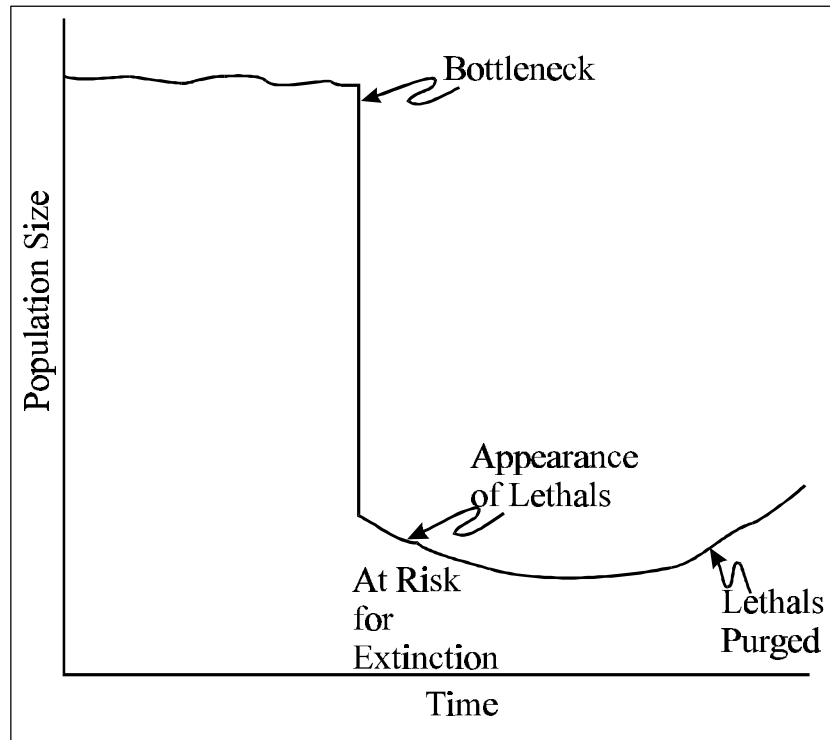 Bottleneck
Population Size
Appearance
of Lethals
At Risk
for
Extinction
Lethals
Purged
Time